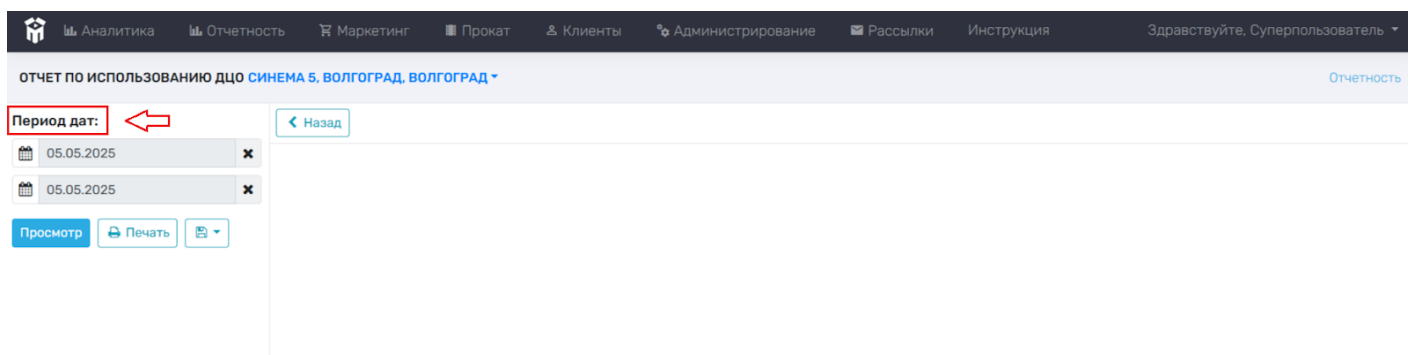 Аналитика Отчетность Маркетинг Прокат Клиенты Администрирование Рассылки Инструкция Здравствуйте, Суперпользователь
ОТЧЕТ ПО ИСПОЛЬЗОВАНИЮ ДЦО СИНЕМА 5, ВОЛГОГРАД, ВОЛГОГРАД Отчетность
Период дат: Назад
05.05.2025
05.05.2025
Просмотр Печать